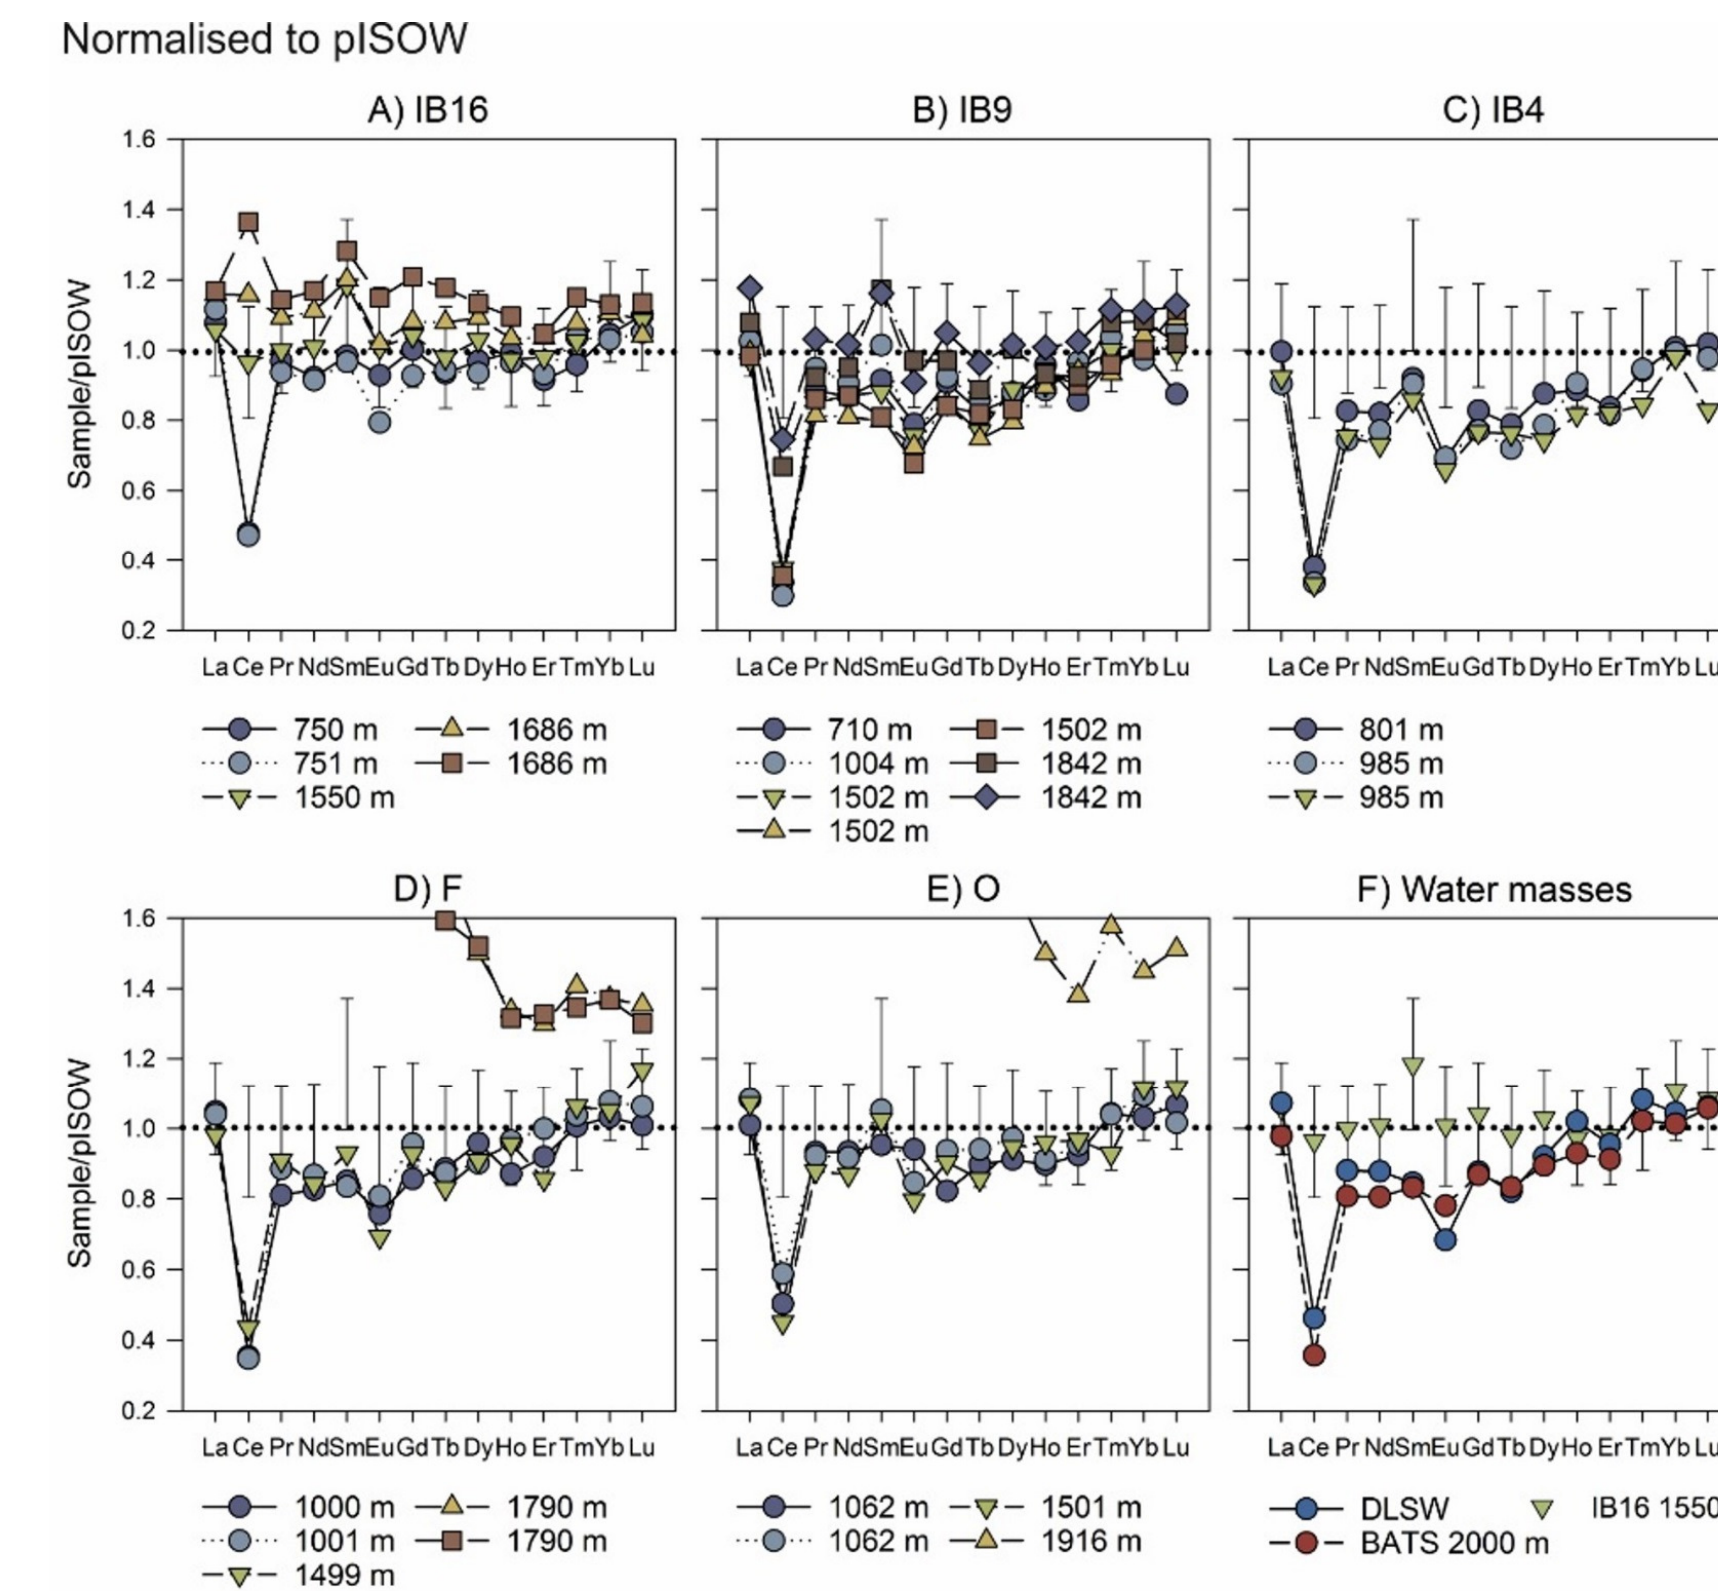 Normalised to pISOW
A) IB16 B) IB9 C) IB4
Sample/pISOW
1.6
1.4
1.2
1.0
0.8
0.6
0.4
0.2
La Ce Pr Nd Sm Eu Gd Tb Dy Ho Er Tm Yb Lu La Ce Pr Nd Sm Eu Gd Tb Dy Ho Er Tm Yb Lu La Ce Pr Nd Sm Eu Gd Tb Dy Ho Er Tm Yb Lu
750 m 1686 m 710 m 1502 m 801 m
751 m 1686 m 1004 m 1842 m 985 m
1550 m 1502 m 1842 m 985 m
1502 m
D) F E) O F) Water masses
Sample/pISOW
1.6
1.4
1.2
1.0
0.8
0.6
0.4
0.2
La Ce Pr Nd Sm Eu Gd Tb Dy Ho Er Tm Yb Lu La Ce Pr Nd Sm Eu Gd Tb Dy Ho Er Tm Yb Lu La Ce Pr Nd Sm Eu Gd Tb Dy Ho Er Tm Yb Lu
1000 m 1790 m 1062 m 1501 m DLSW IB16 1550
1001 m 1790 m 1062 m 1916 m BATS 2000 m
1499 m